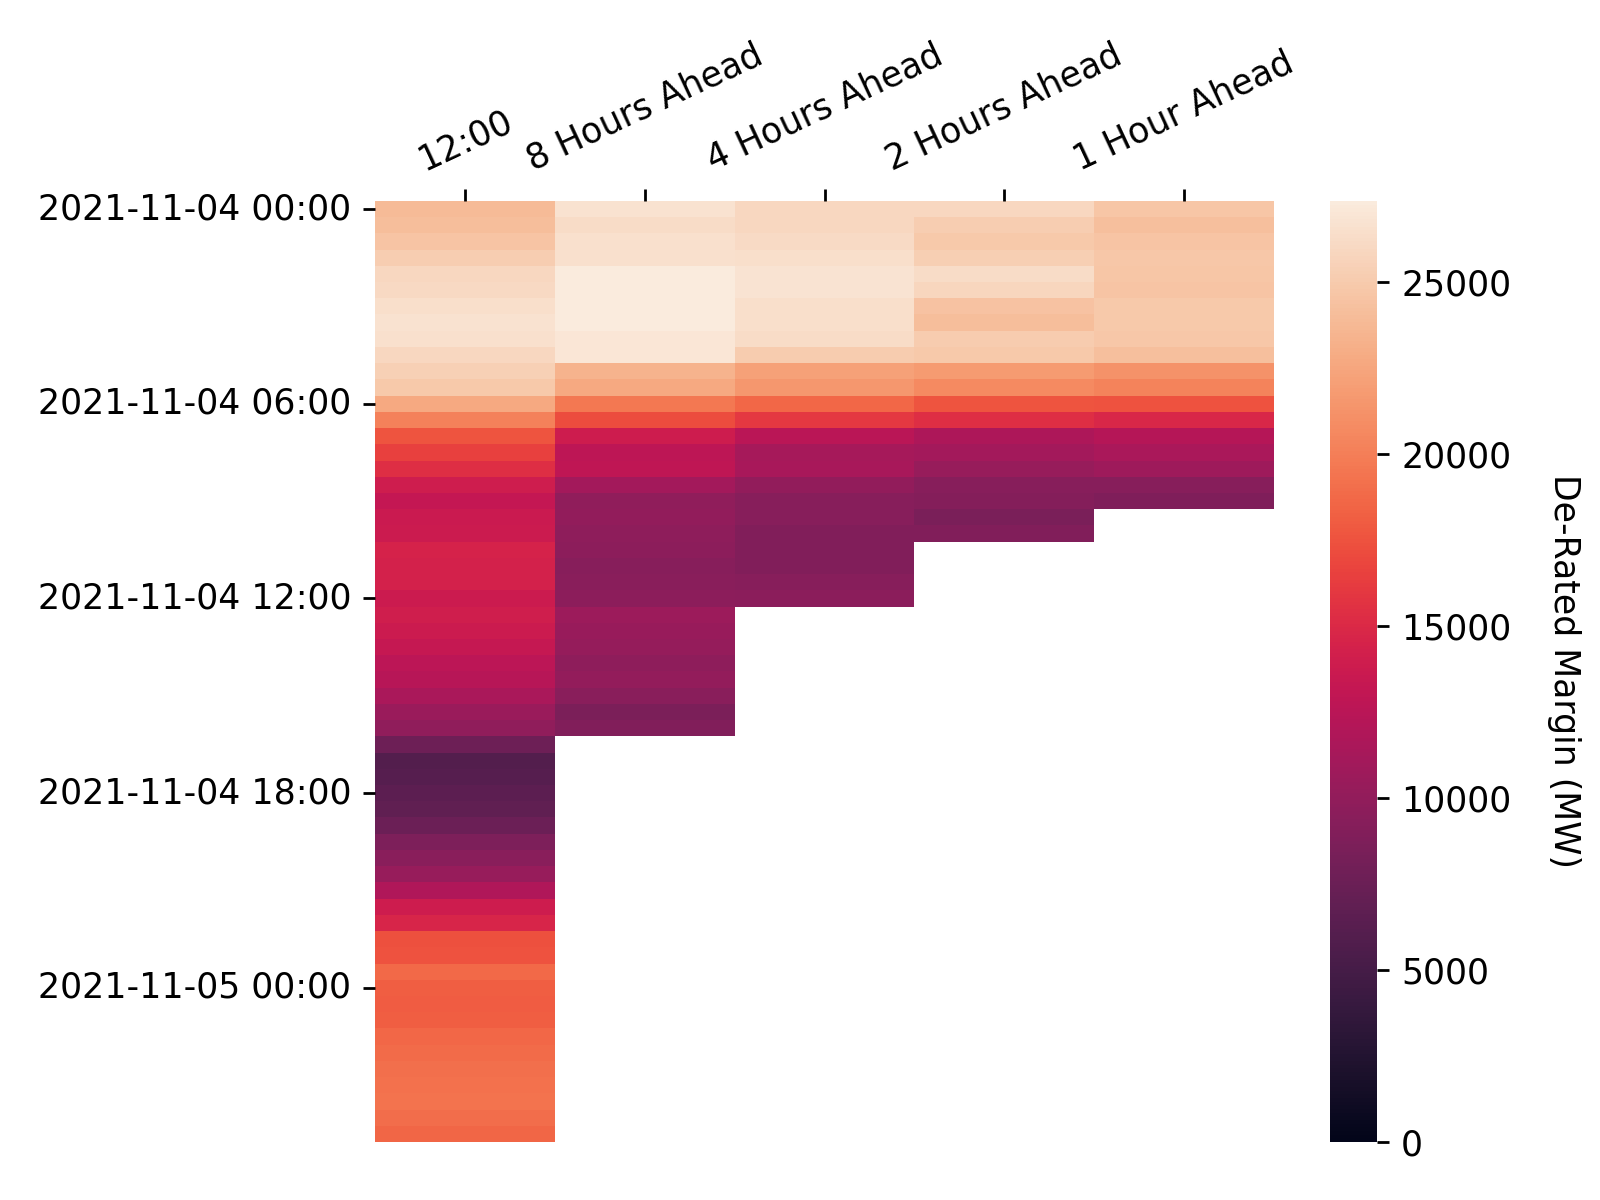 12:00
8 Hours Ahead
4 Hours Ahead
2 Hours Ahead
1 Hour Ahead
2021-11-04 00:00
2021-11-04 06:00
2021-11-04 12:00
2021-11-04 18:00
2021-11-05 00:00
25000
20000
15000
10000
5000
0
De-Rated Margin (MW)